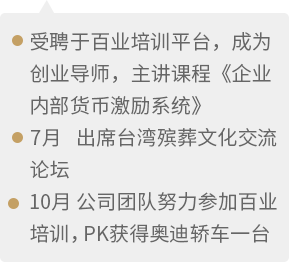 受聘于百业培训平台，成为
创业导师，主讲课程《企业
内部货币激励系统》
7月 出席台湾殡葬文化交流
论坛
10月 公司团队努力参加百业
培训，PK获得奥迪轿车一台